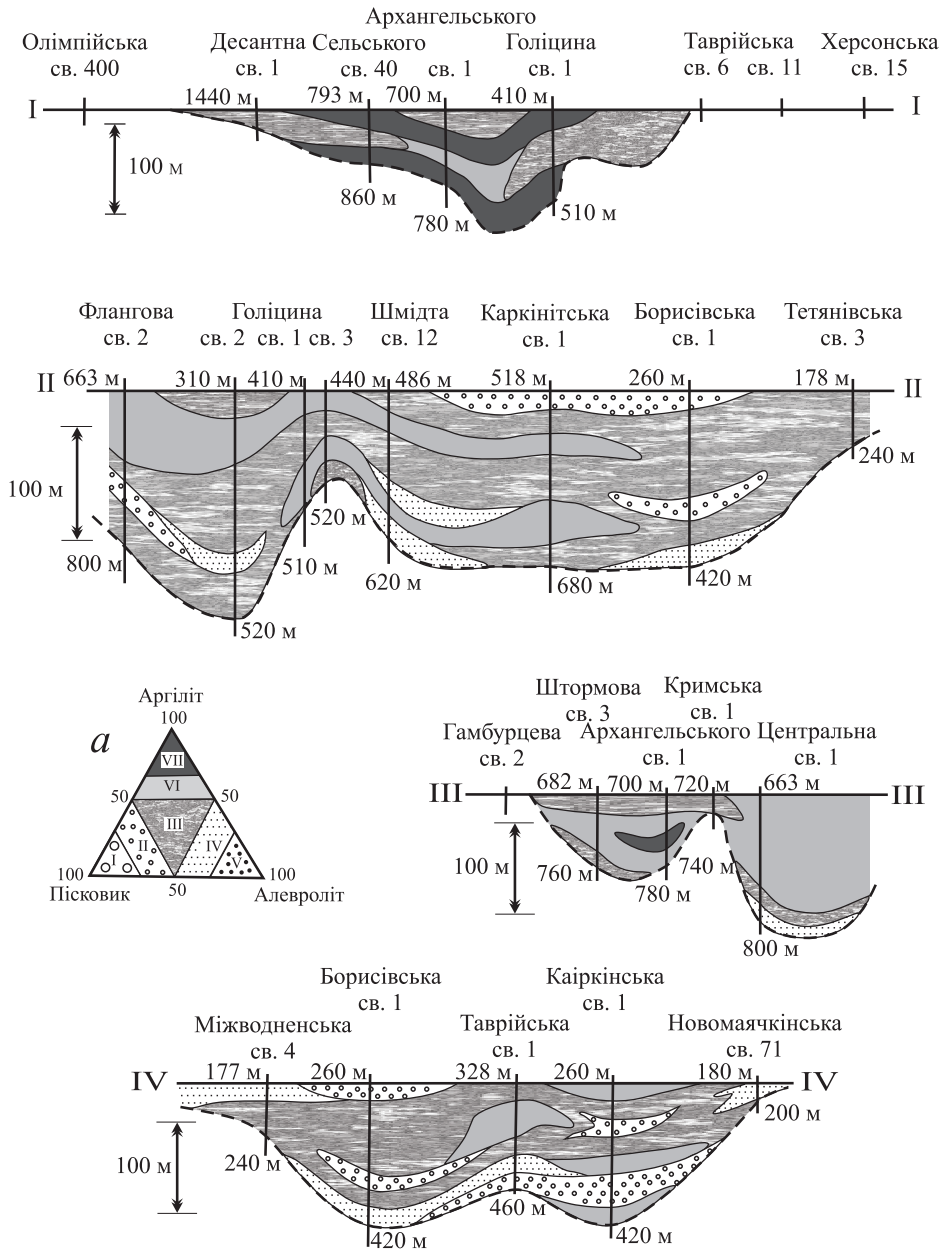 Архангельського
Олімпійська Десантна Сельського Голіцина Таврійська Херсонська
св. 400 св. 1 св. 40 св. 1 св. 1 св. 6 св. 11 св. 15
1440 м 793 м 700 м 410 м
I I
100 м
860 м
780 м 510 м
Флангова Голіцина Шмідта Каркінітська Борисівська Тетянівська
св. 2 св. 2 св. 1 св. 3 св. 12 св. 1 св. 1 св. 3
II 663 м 310 м 410 м 440 м 486 м 518 м 260 м 178 м II
240 м
100 м
520 м
800 м 510 м 620 м 680 м 420 м
520 м
Штормова Кримська
св. 3 св. 1
Гамбурцева Архангельського Центральна
св. 2 св. 1 св. 1
682 м 700 м 720 м 663 м
III III
100 м
760 м 780 м 740 м
800 м
а
Аргіліт
100
VII
VI
50 50
III
II IV
I V
100 50 100
Пісковик Алевроліт
Борисівська Каіркінська
св. 1 св. 1
Міжводненська Таврійська Новомаячкінська
св. 4 св. 1 св. 71
177 м 260 м 328 м 260 м 180 м
IV IV
200 м
100 м 240 м
460 м
420 м 420 м